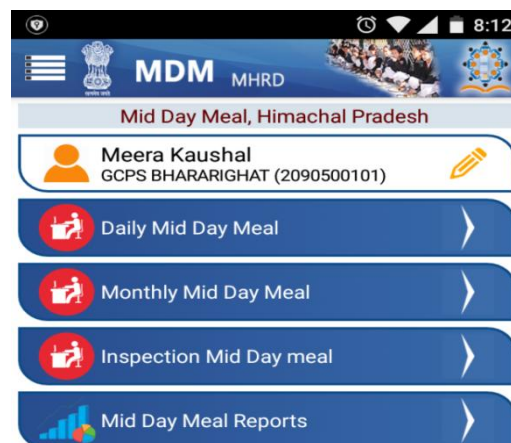 8:12
MDM MHRD
Mid Day Meal, Himachal Pradesh
Meera Kaushal
GCPS BHARARIGHAT (2090500101)
Daily Mid Day Meal
Monthly Mid Day Meal
Inspection Mid Day meal
Mid Day Meal Reports